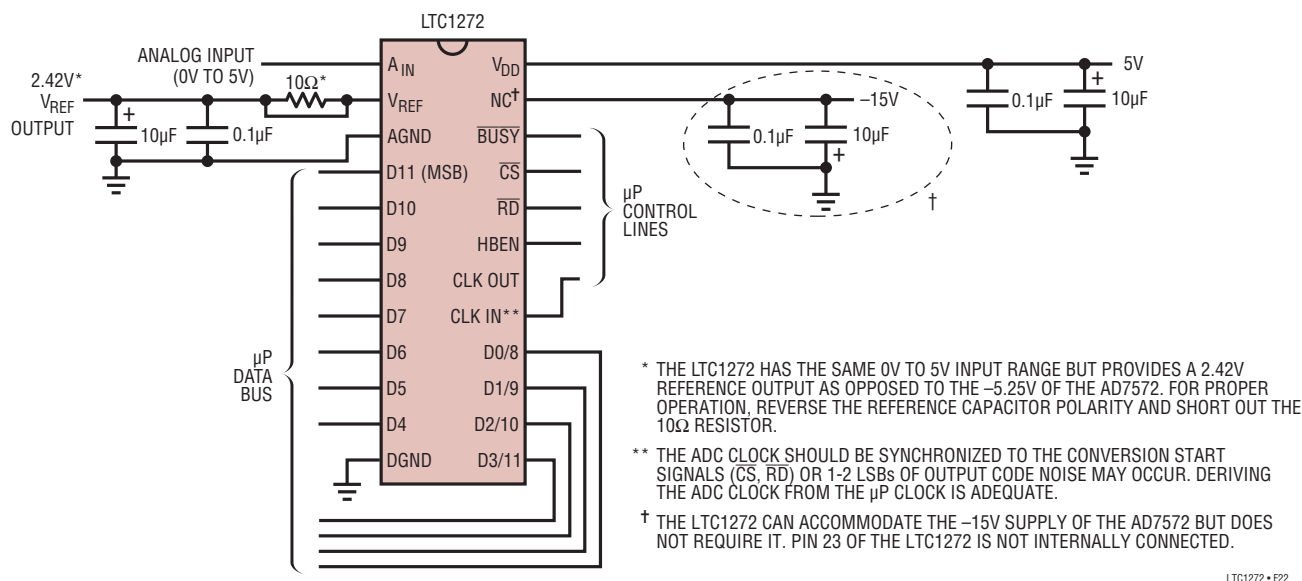 LTC1272
ANALOG INPUT
(0V TO 5V)
2.42V*
VREF
OUTPUT
10Ω*
+
10µF
0.1µF
AIN
VREF
AGND
D11 (MSB)
D10
D9
D8
D7
D6
D5
D4
DGND
VDD
NC†
BUSY
CS
RD
HBEN
CLK OUT
CLK IN**
D0/8
D1/9
D2/10
D3/11
µP
DATA
BUS
µP
CONTROL
LINES
–15V
0.1µF
10µF
+
†
5V
+
0.1µF
10µF
* THE LTC1272 HAS THE SAME 0V TO 5V INPUT RANGE BUT PROVIDES A 2.42V
REFERENCE OUTPUT AS OPPOSED TO THE –5.25V OF THE AD7572. FOR PROPER
OPERATION, REVERSE THE REFERENCE CAPACITOR POLARITY AND SHORT OUT THE
10Ω RESISTOR.
** THE ADC CLOCK SHOULD BE SYNCHRONIZED TO THE CONVERSION START
SIGNALS (CS, RD) OR 1-2 LSBs OF OUTPUT CODE NOISE MAY OCCUR. DERIVING
THE ADC CLOCK FROM THE µP CLOCK IS ADEQUATE.
† THE LTC1272 CAN ACCOMMODATE THE –15V SUPPLY OF THE AD7572 BUT DOES
NOT REQUIRE IT. PIN 23 OF THE LTC1272 IS NOT INTERNALLY CONNECTED.
LTC1272 • F22